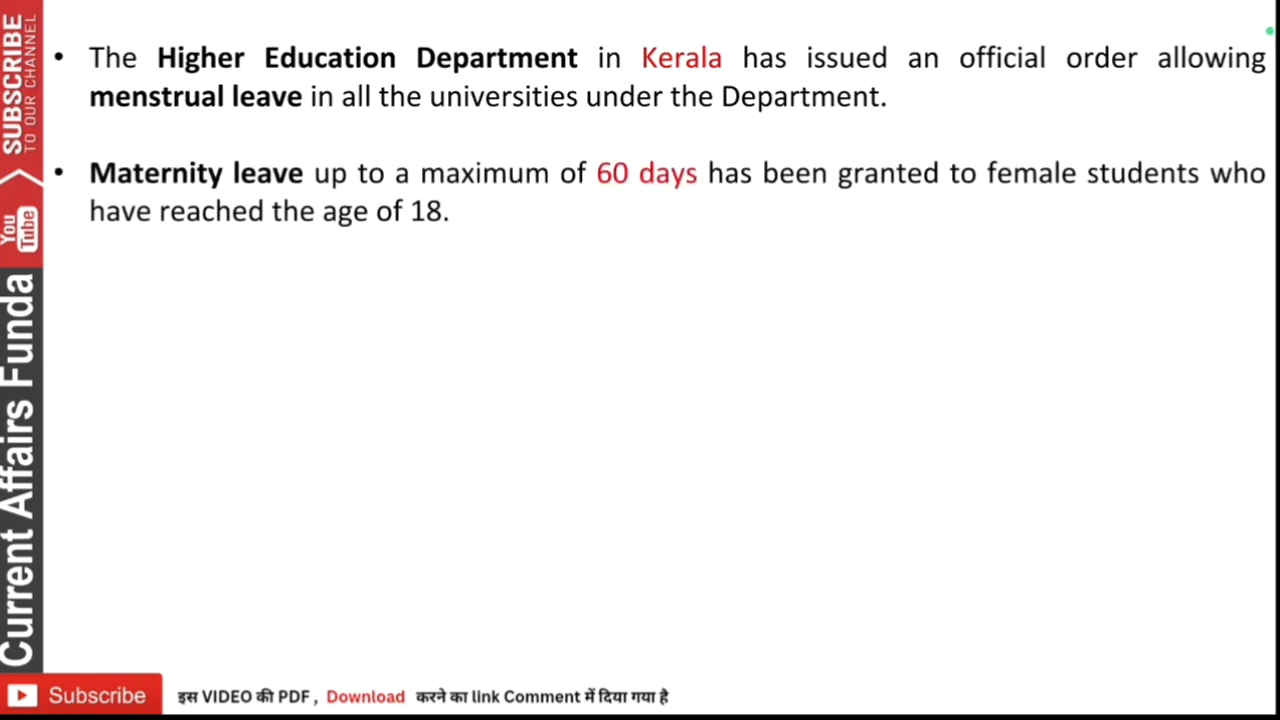 • The Higher Education Department in Kerala has issued an official order allowing
menstrual leave in all the universities under the Department.
• Maternity leave up to a maximum of 60 days has been granted to female students who
have reached the age of 18.
SUBSCRIBE
TO OUR CHANNEL
You
Tube
Current Affairs Funda
Subscribe
इस VIDEO की PDF, Download करने का link Comment में दिया गया है